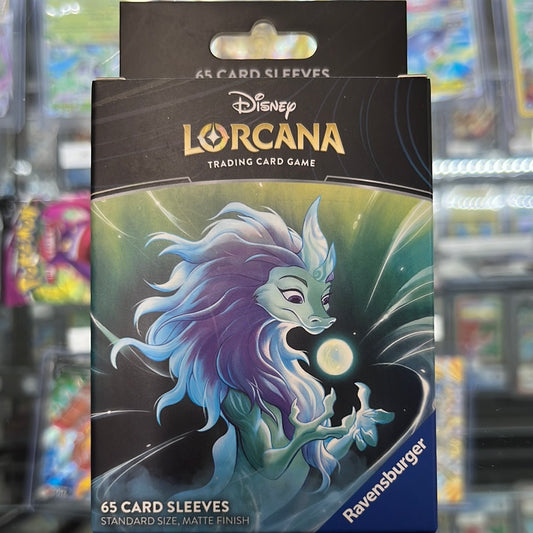 65 CARD SLEEVES
Disney
LORCANA
TRADING CARD GAME
65 CARD SLEEVES
STANDARD SIZE, MATTE FINISH
Ravensburger